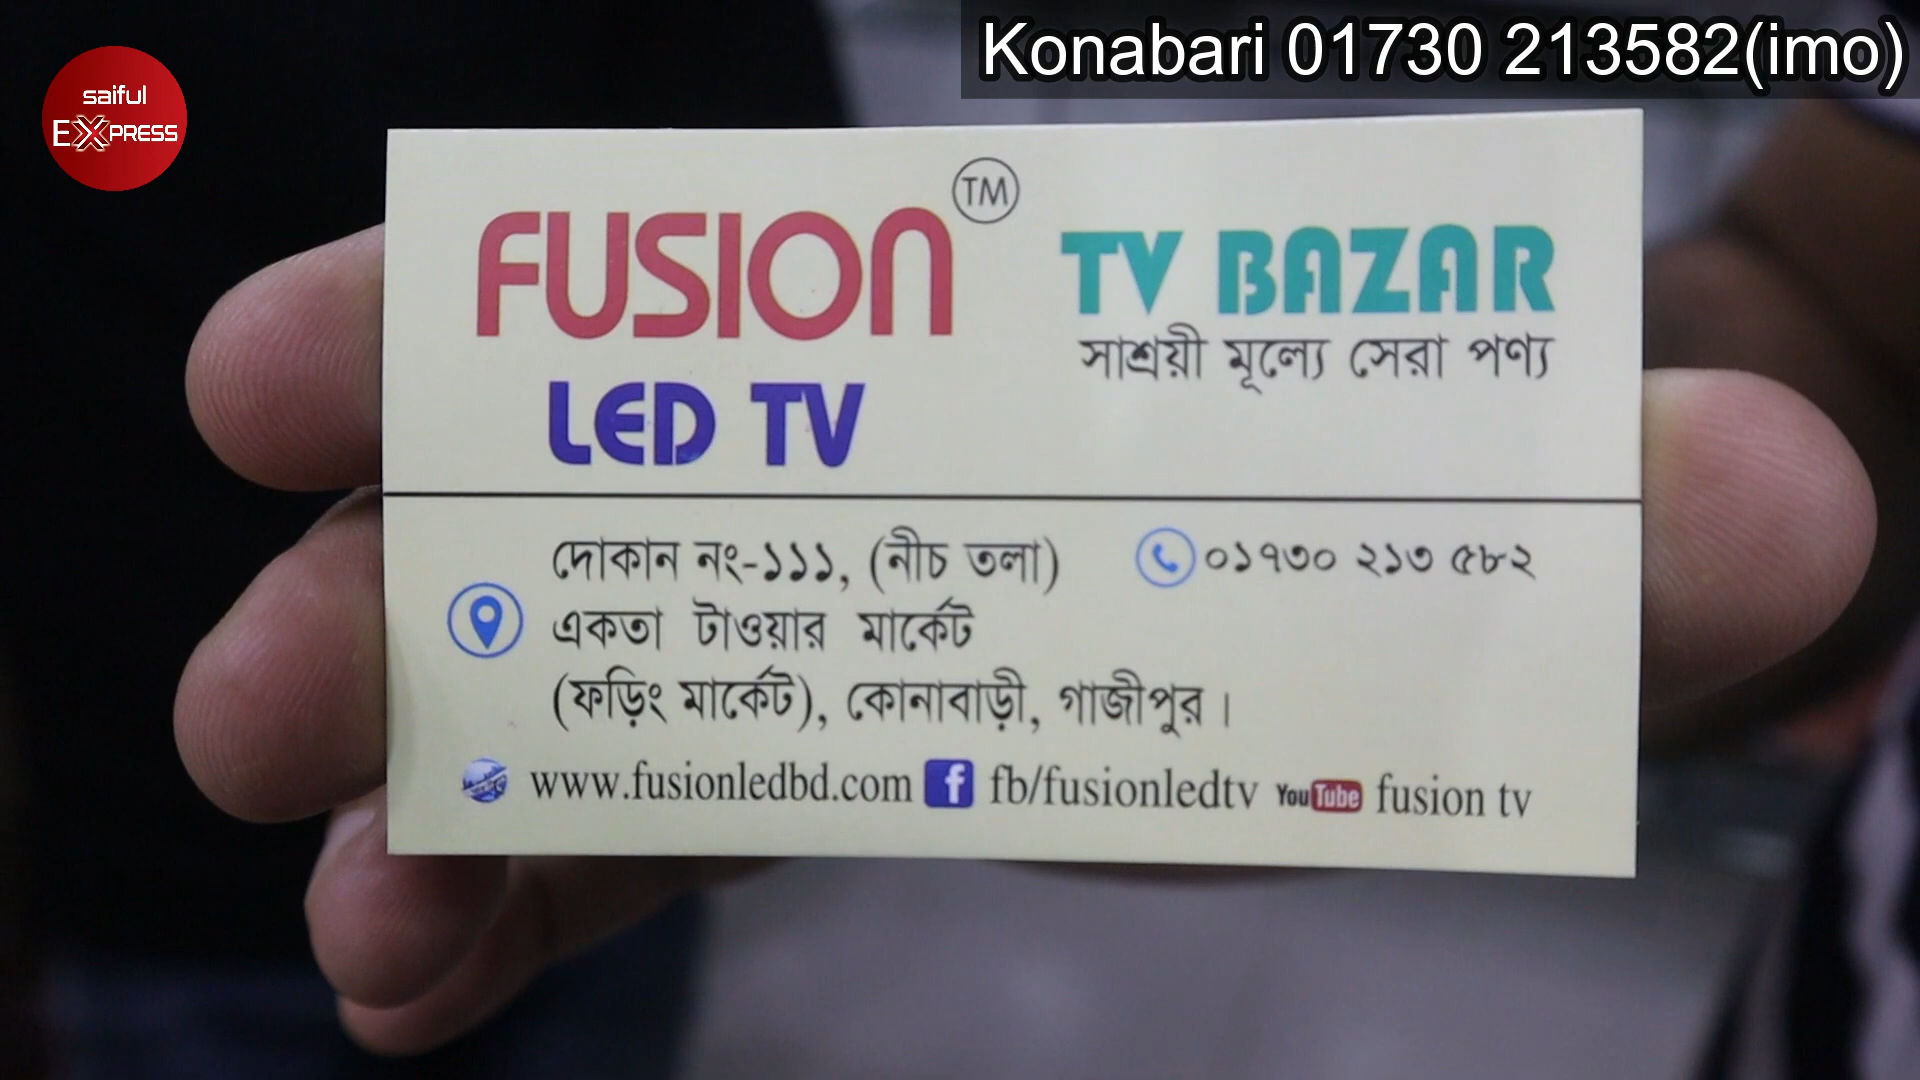 Konabari 01730 213582(imo)
saiful
EXPRESS
FUSION TM
LED TV
TV BAZAR
সাশ্রয়ী মূল্যে সেরা পণ্য
দোকান নং-১১১, (নীচ তলা)
একতা টাওয়ার মার্কেট
(ফড়িং মার্কেট), কোনাবাড়ী, গাজীপুর।
০১৭৩০ ২১৩ ৫৮২
www.fusionledbd.com f fb/fusionledtv YouTube fusion tv